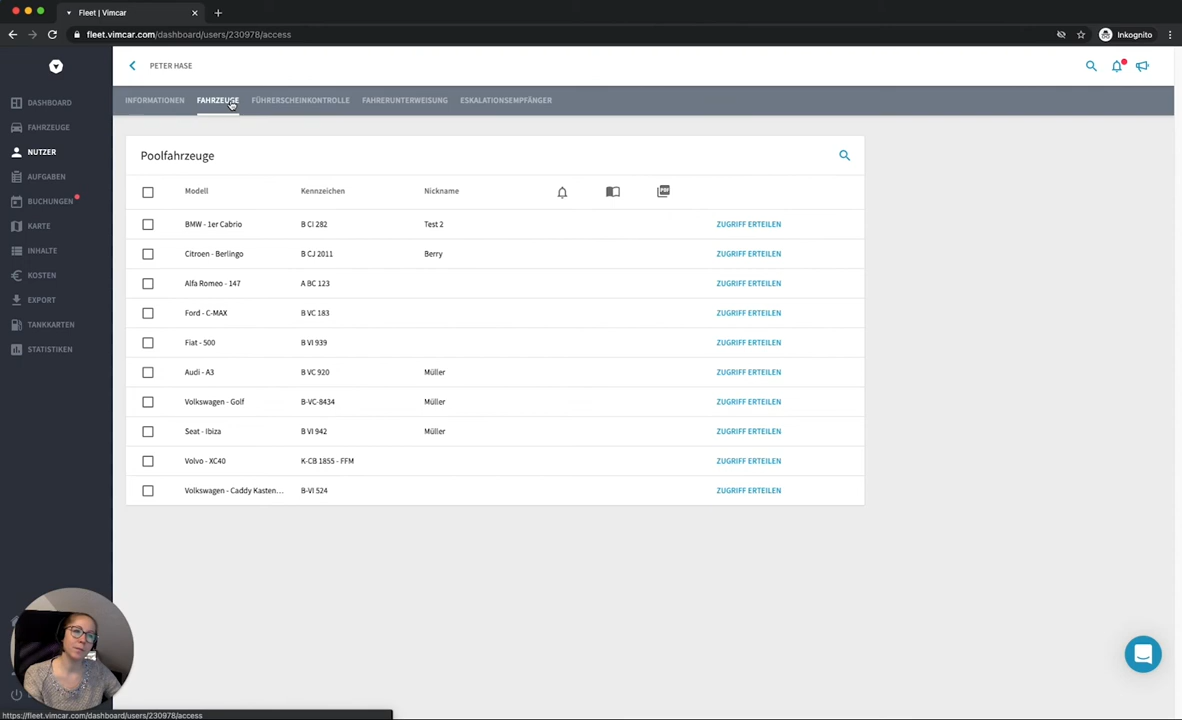 Fleet | Vimcar
fleet.vimcar.com/dashboard/users/230978/access
Inkognito
PETER HASE
INFORMATIONEN FAHRZEUGE FÜHRERSCHEINKONTROLLE FAHRERUNTERWEISUNG ESKALATIONSEMPFÄNGER
DASHBOARD
FAHRZEUGE
NUTZER
AUFGABEN
BUCHUNGEN
KARTE
INHALTE
KOSTEN
EXPORT
TANKKARTEN
STATISTIKEN
Poolfahrzeuge
Modell Kennzeichen Nickname PDF
BMW - 1er Cabrio B CI 282 Test 2 ZUGRIFF ERTEILEN
Citroen - Berlingo B CJ 2011 Berry ZUGRIFF ERTEILEN
Alfa Romeo - 147 A BC 123 ZUGRIFF ERTEILEN
Ford - C-MAX B VC 183 ZUGRIFF ERTEILEN
Fiat - 500 B VI 939 ZUGRIFF ERTEILEN
Audi - A3 B VC 920 Müller ZUGRIFF ERTEILEN
Volkswagen - Golf B-VC-8434 Müller ZUGRIFF ERTEILEN
Seat - Ibiza B VI 942 Müller ZUGRIFF ERTEILEN
Volvo - XC40 K-CB 1855 - FFM ZUGRIFF ERTEILEN
Volkswagen - Caddy Kasten... B-VI 524 ZUGRIFF ERTEILEN
https://fleet.vimcar.com/dashboard/users/230978/access